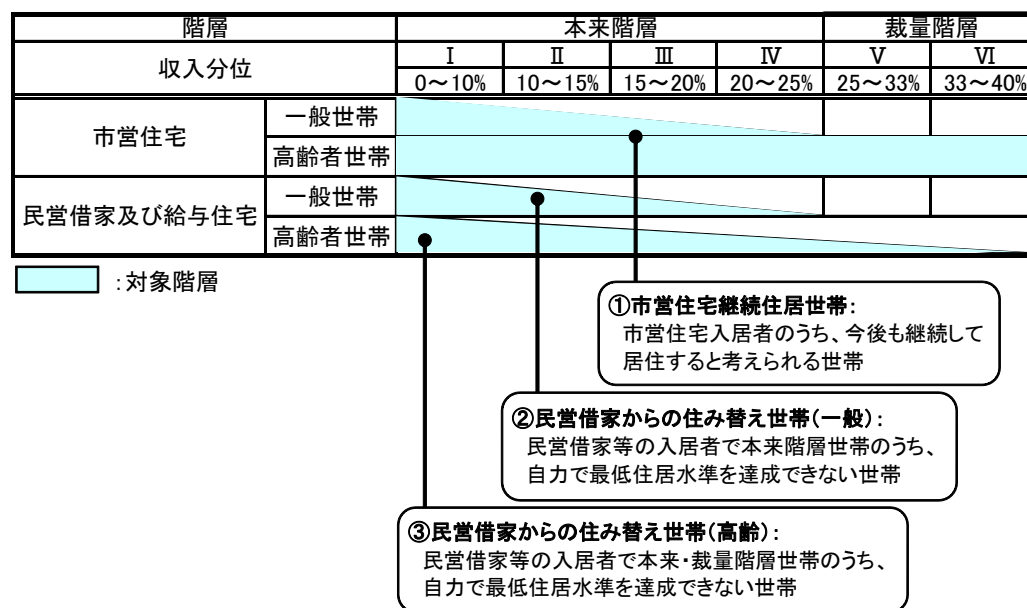 階層 本来階層 裁量階層
収入分位 Ⅰ Ⅱ Ⅲ Ⅳ Ⅴ Ⅵ
0～10% 10～15% 15～20% 20～25% 25～33% 33～40%
市営住宅 一般世帯
高齢者世帯
民営借家及び給与住宅 一般世帯
高齢者世帯
：対象階層
①市営住宅継続住居世帯：
市営住宅入居者のうち、今後も継続して
居住すると考えられる世帯
②民営借家からの住み替え世帯（一般）：
民営借家等の入居者で本来階層世帯のうち、
自力で最低住居水準を達成できない世帯
③民営借家からの住み替え世帯（高齢）：
民営借家等の入居者で本来・裁量階層世帯のうち、
自力で最低住居水準を達成できない世帯